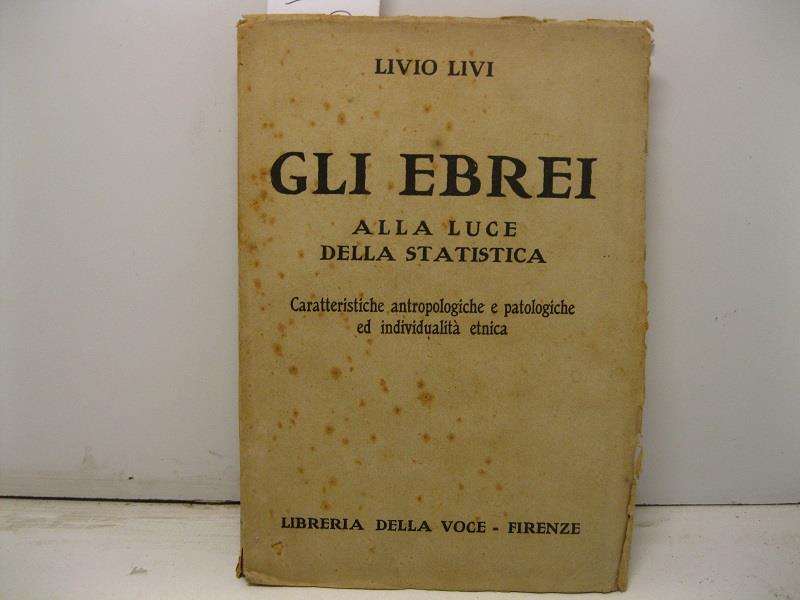 LIVIO LIVI
GLI EBREI
ALLA LUCE
DELLA STATISTICA
Caratteristiche antropologiche e patologiche
ed individualità etnica
LIBRERIA DELLA VOCE - FIRENZE